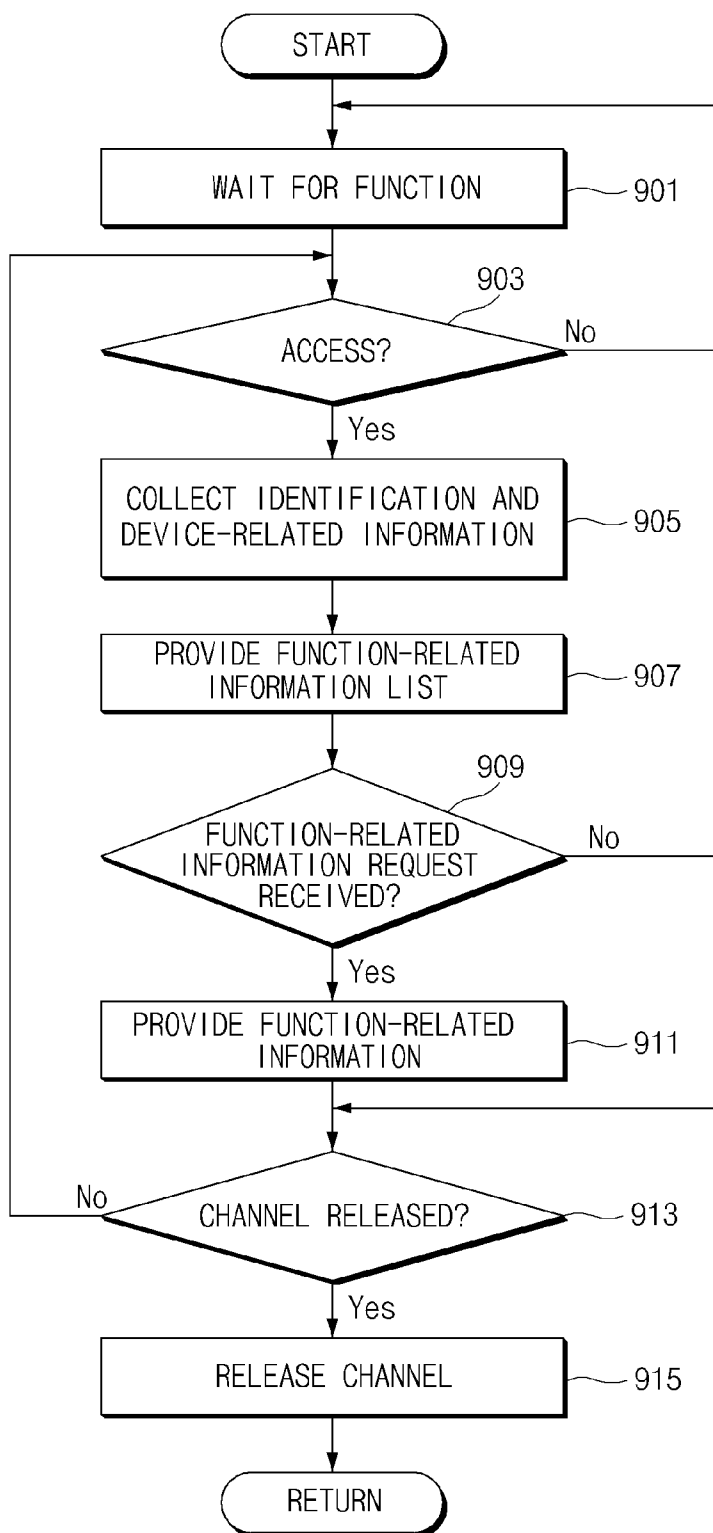 START
WAIT FOR FUNCTION
901
903
ACCESS?
No
Yes
COLLECT IDENTIFICATION AND
DEVICE-RELATED INFORMATION
905
PROVIDE FUNCTION-RELATED
INFORMATION LIST
907
909
FUNCTION-RELATED
INFORMATION REQUEST
RECEIVED?
No
Yes
PROVIDE FUNCTION-RELATED
INFORMATION
911
No
CHANNEL RELEASED?
913
Yes
RELEASE CHANNEL
915
RETURN